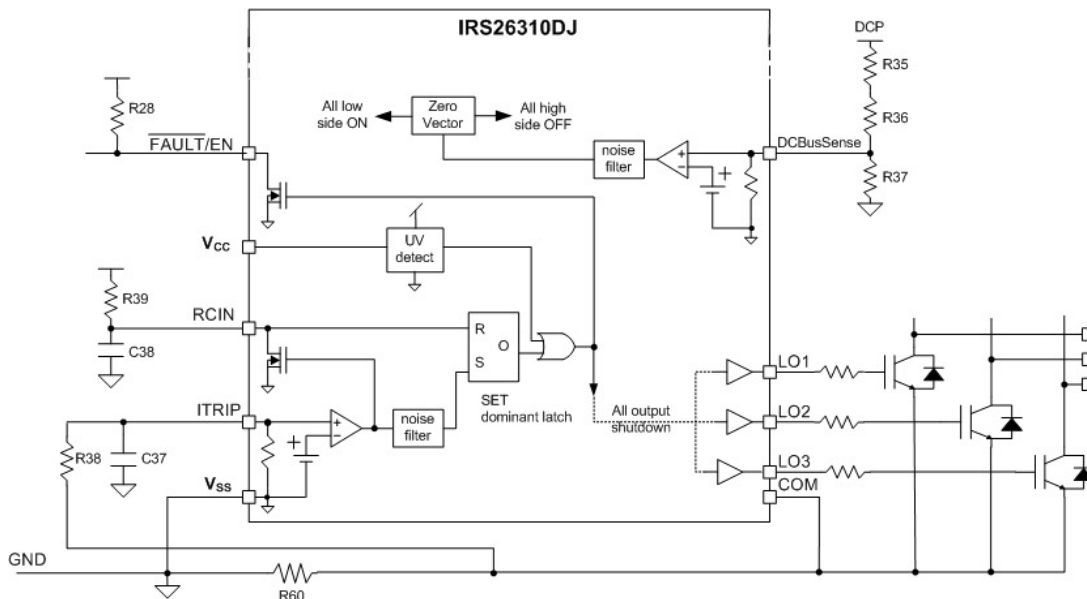 IRS26310DJ
DCP
R35
R28
All low
side ON
Zero
Vector
All high
side OFF
R36
FAULT/EN
noise
filter
+
−
+
DCBusSense
R37
VCC
UV
detect
R39
RCIN
C38
R
S
O
SET
dominant latch
LO1
ITRIP
+
−
+
noise
filter
All output
shutdown
LO2
R38
C37
LO3
VSS
COM
GND
R60